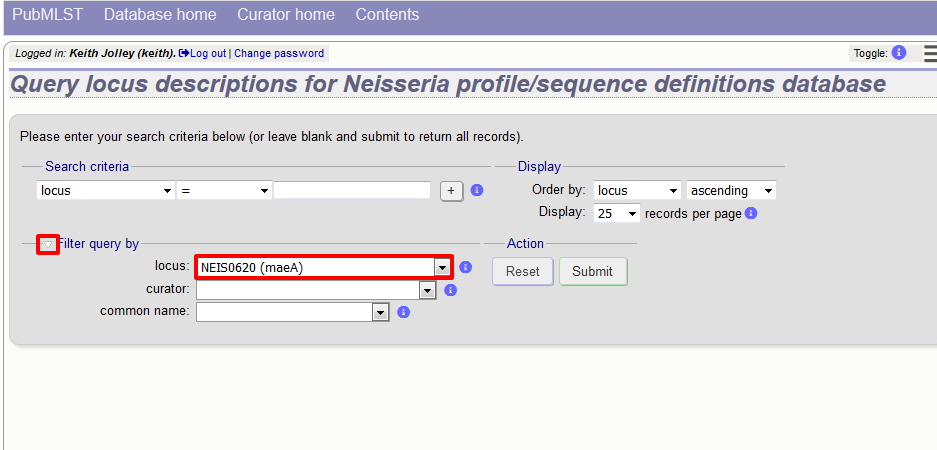 PubMLST Database home Curator home Contents
Logged in: Keith Jolley (keith). Log out | Change password Toggle: i
Query locus descriptions for Neisseria profile/sequence definitions database
Please enter your search criteria below (or leave blank and submit to return all records).
Search criteria
locus = + i
Display
Order by: locus ascending
Display: 25 records per page i
Filter query by
locus: NEIS0620 (maeA) i
curator: i
common name: i
Action
Reset Submit